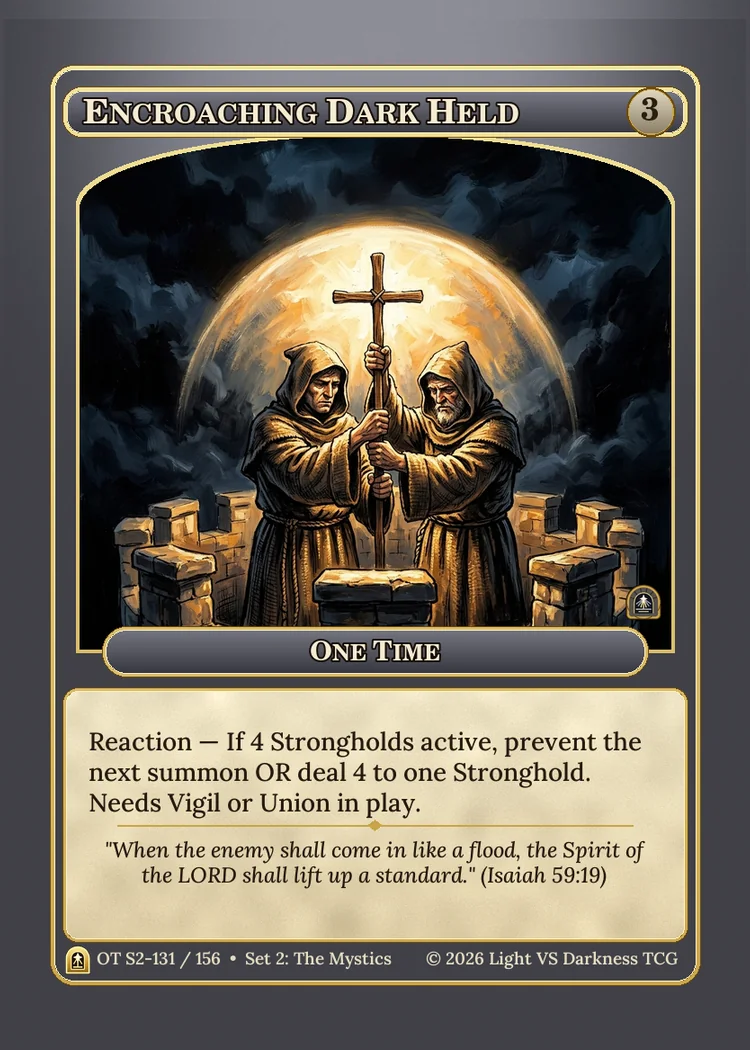 Encroaching Dark Held
3
One Time
Reaction — If 4 Strongholds active, prevent the
next summon OR deal 4 to one Stronghold.
Needs Vigil or Union in play.
"When the enemy shall come in like a flood, the Spirit of
the LORD shall lift up a standard." (Isaiah 59:19)
OT S2-131 / 156 • Set 2: The Mystics © 2026 Light VS Darkness TCG